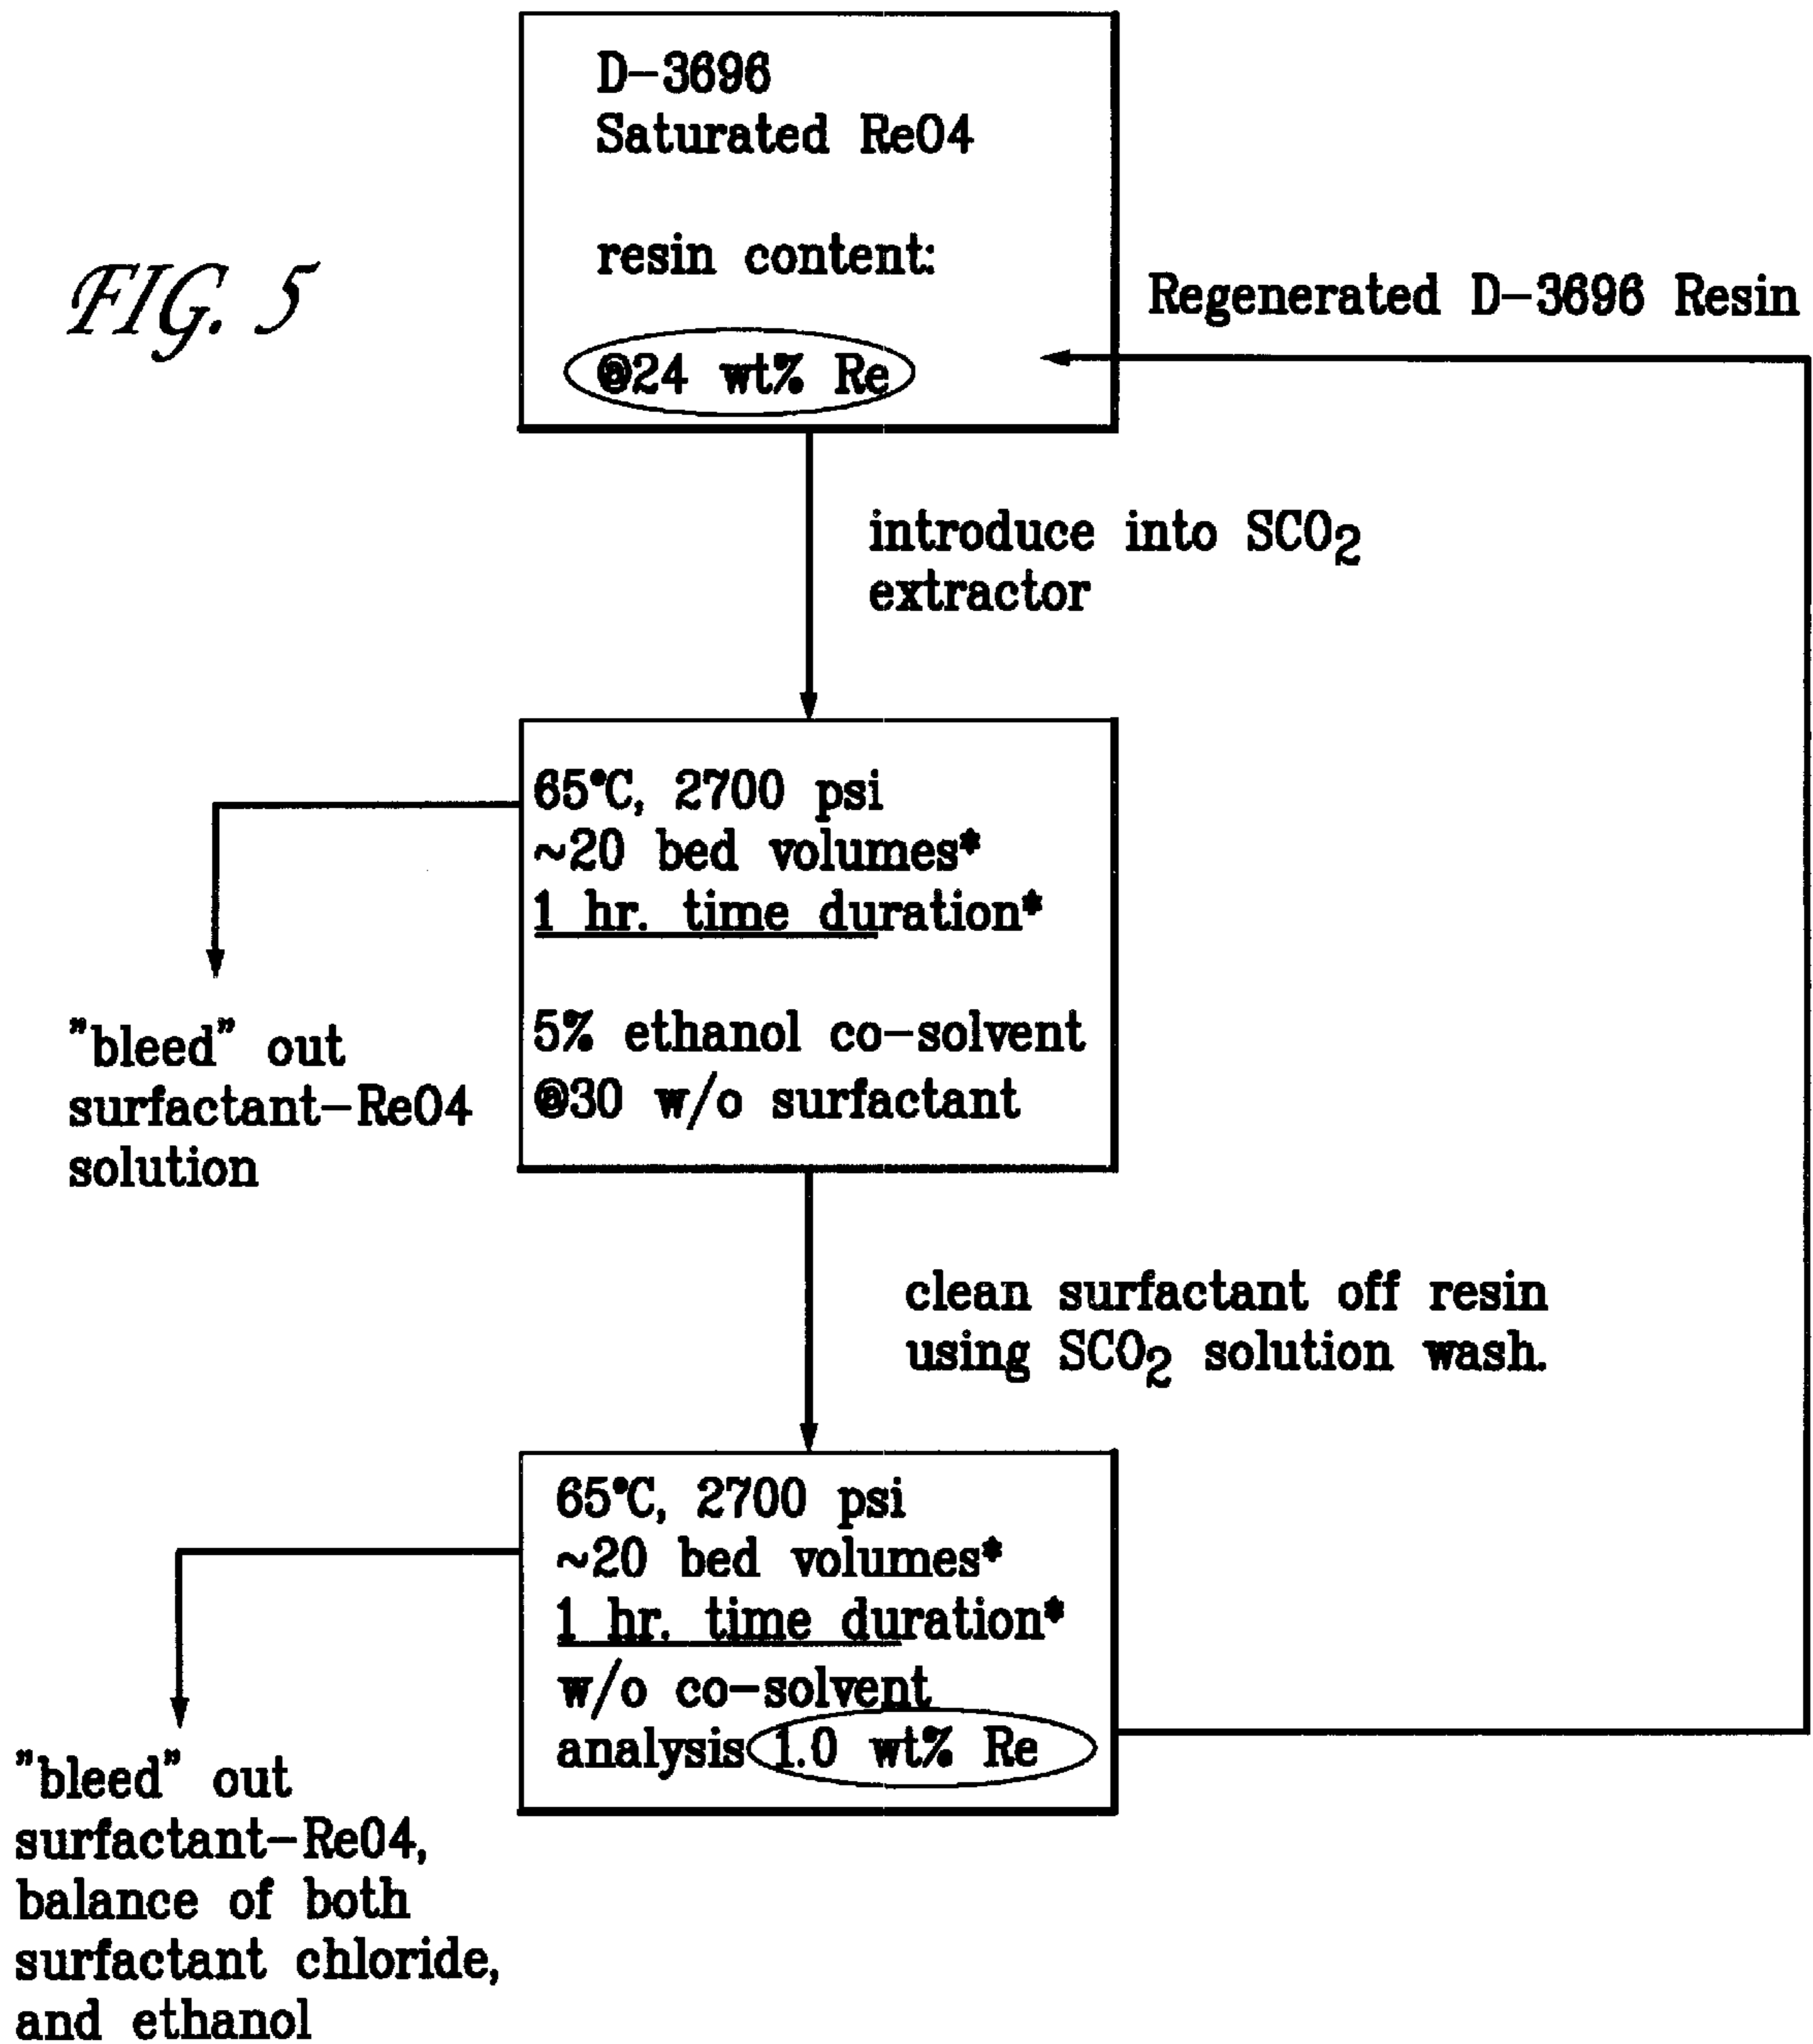 FIG. 5
D-3696
Saturated ReO4
resin content:
@24 wt% Re
Regenerated D-3696 Resin
introduce into SCO₂
extractor
65°C, 2700 psi
~20 bed volumes*
1 hr. time duration*
5% ethanol co-solvent
@30 w/o surfactant
"bleed" out
surfactant-ReO4
solution
clean surfactant off resin
using SCO₂ solution wash.
65°C, 2700 psi
~20 bed volumes*
1 hr. time duration*
w/o co-solvent
analysis 1.0 wt% Re
"bleed" out
surfactant-ReO4,
balance of both
surfactant chloride,
and ethanol